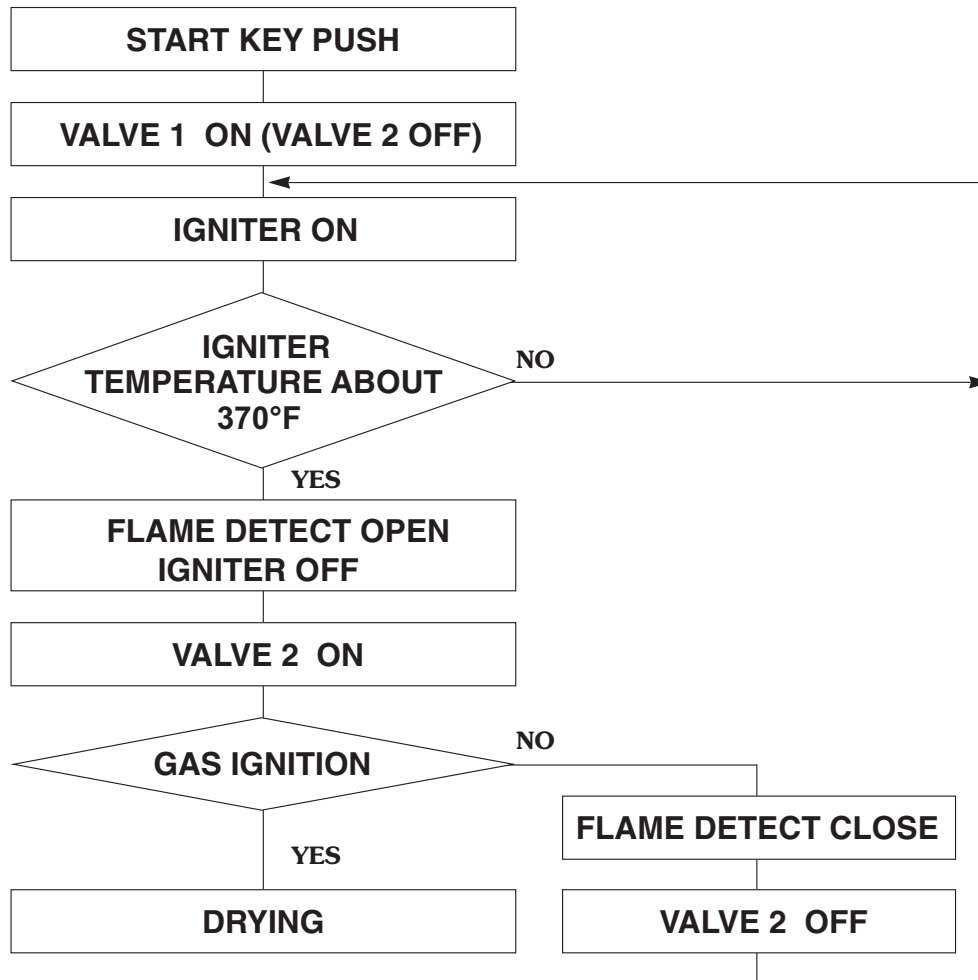 START KEY PUSH
VALVE 1 ON (VALVE 2 OFF)
IGNITER ON
IGNITER
TEMPERATURE ABOUT
370°F
NO
YES
FLAME DETECT OPEN
IGNITER OFF
VALVE 2 ON
GAS IGNITION
NO
YES
FLAME DETECT CLOSE
DRYING
VALVE 2 OFF